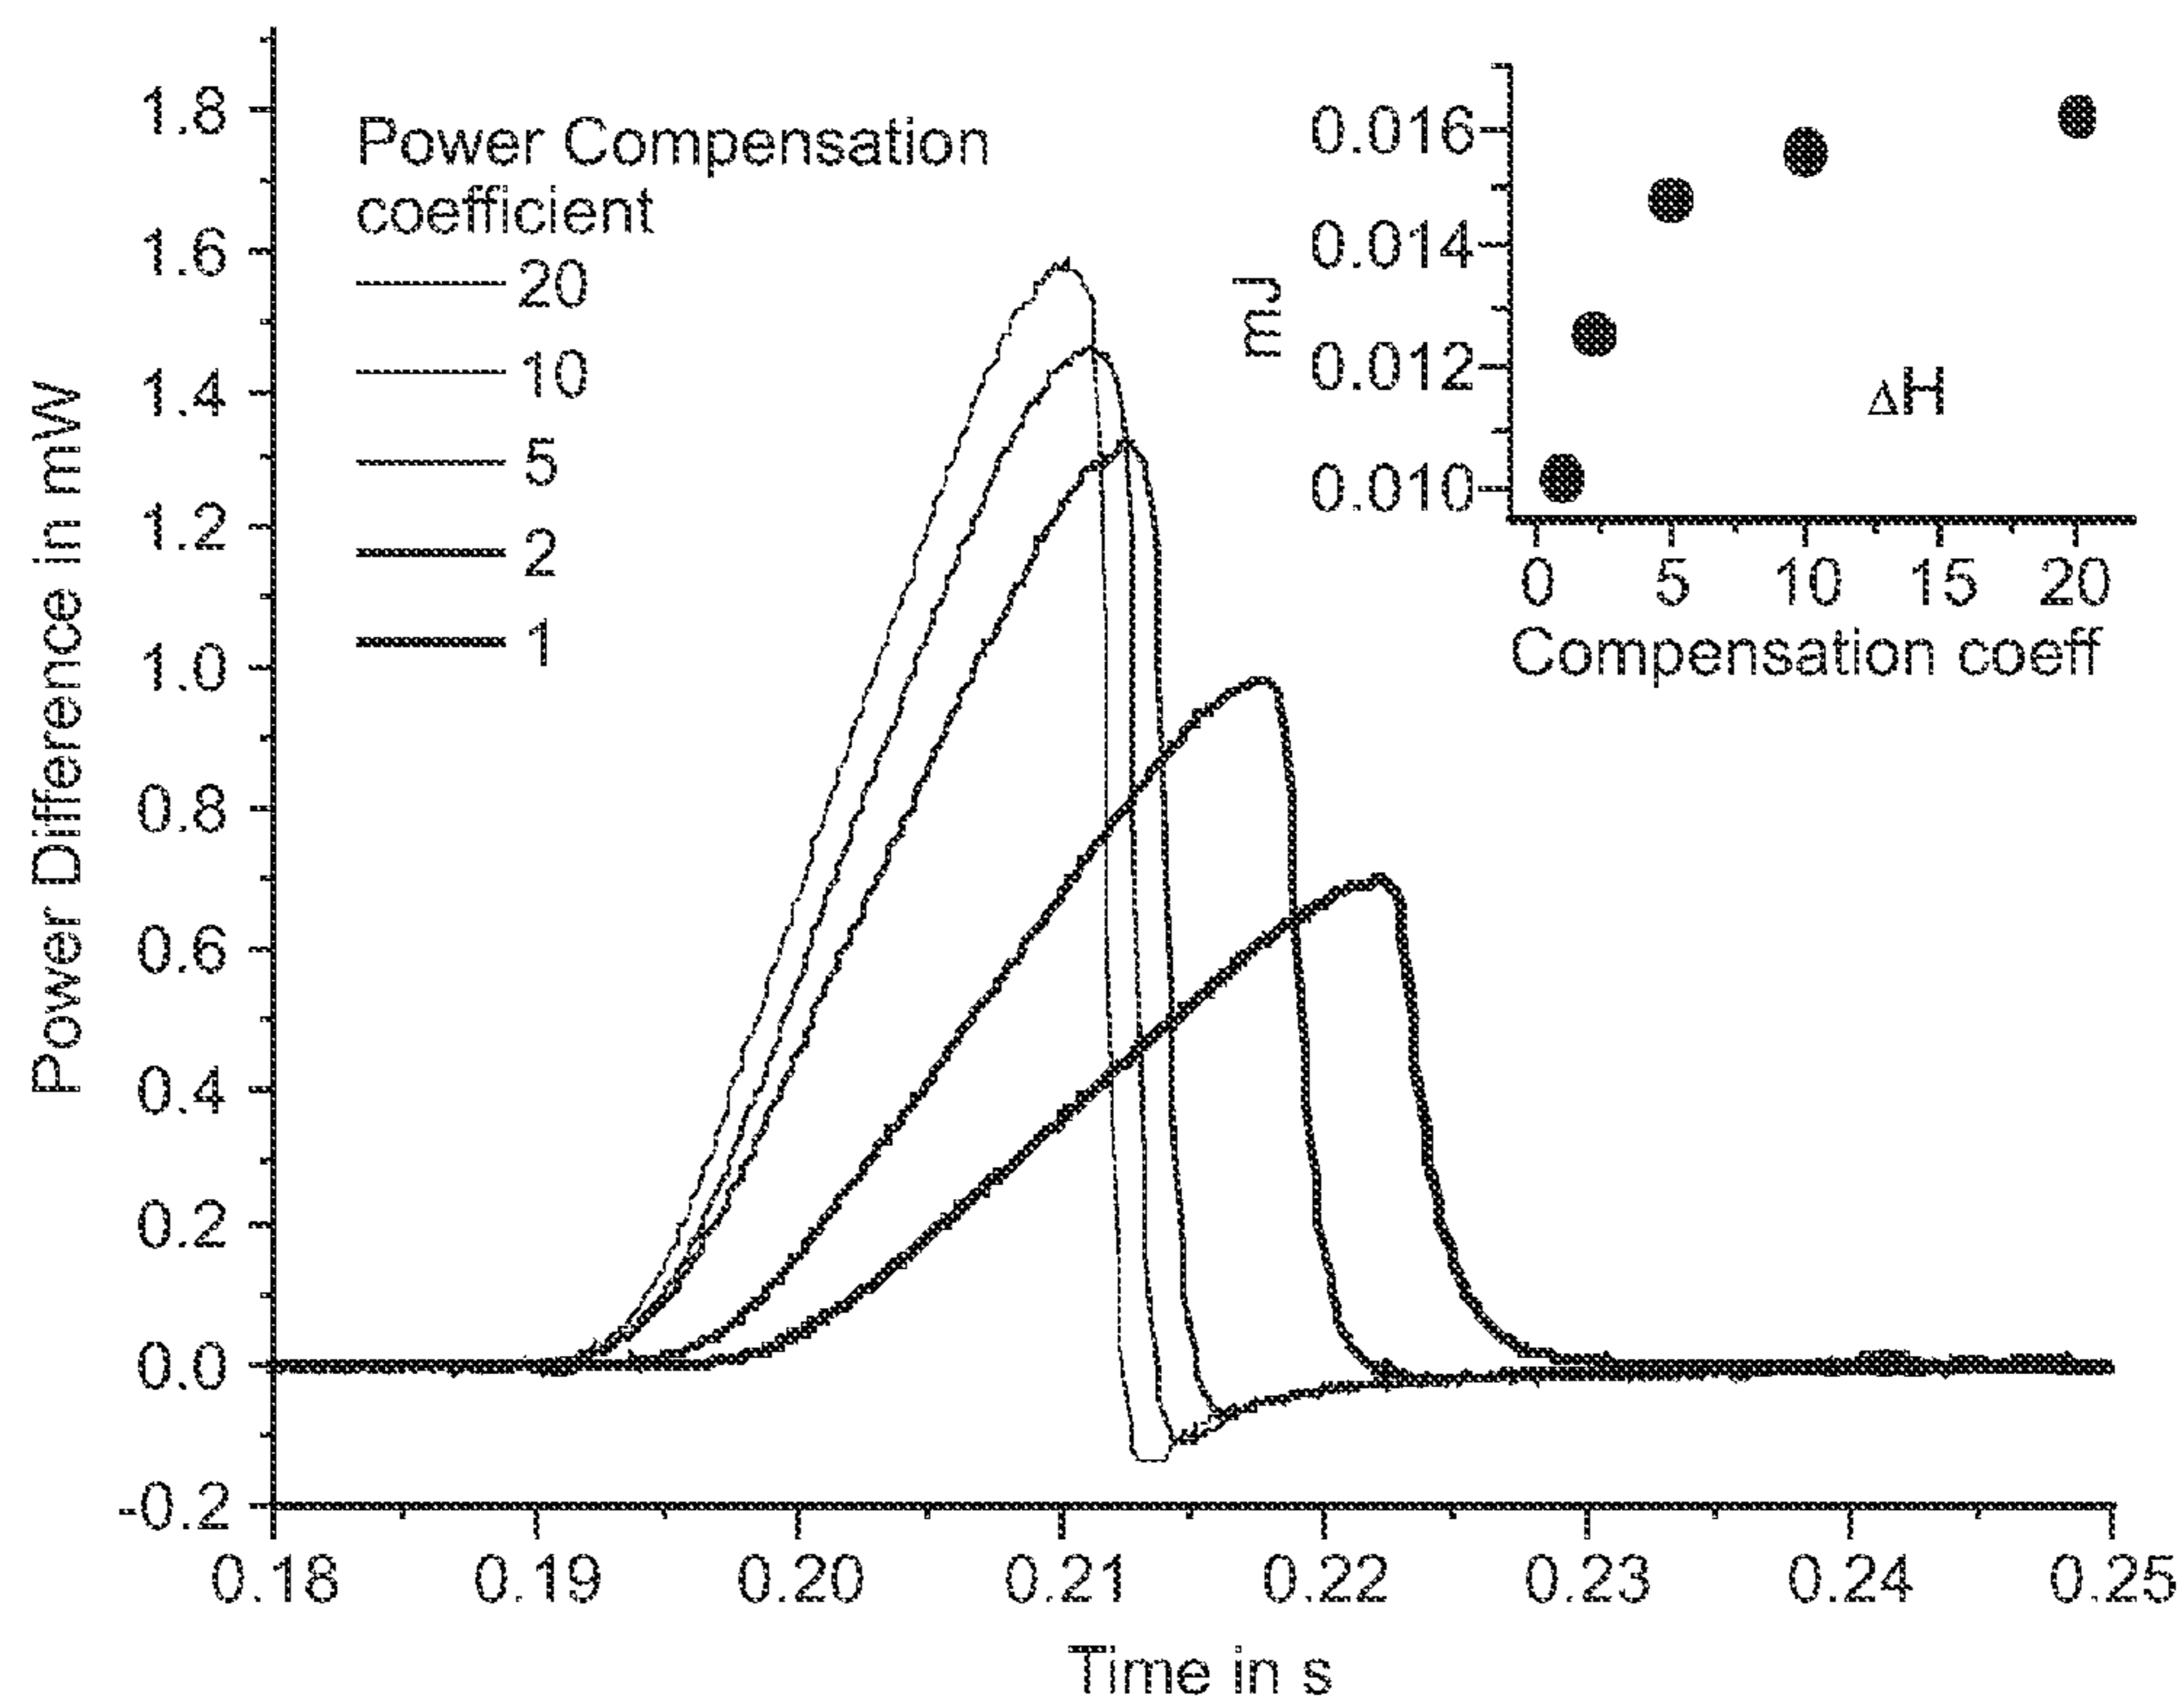 Power Difference in mW
1.8
1.6
1.4
1.2
1.0
0.8
0.6
0.4
0.2
0.0
-0.2
Power Compensation
coefficient
20
10
5
2
1
0.18 0.19 0.20 0.21 0.22 0.23 0.24 0.25
Time in s
mJ
0.016
0.014
0.012
0.010
ΔH
0 5 10 15 20
Compensation coeff